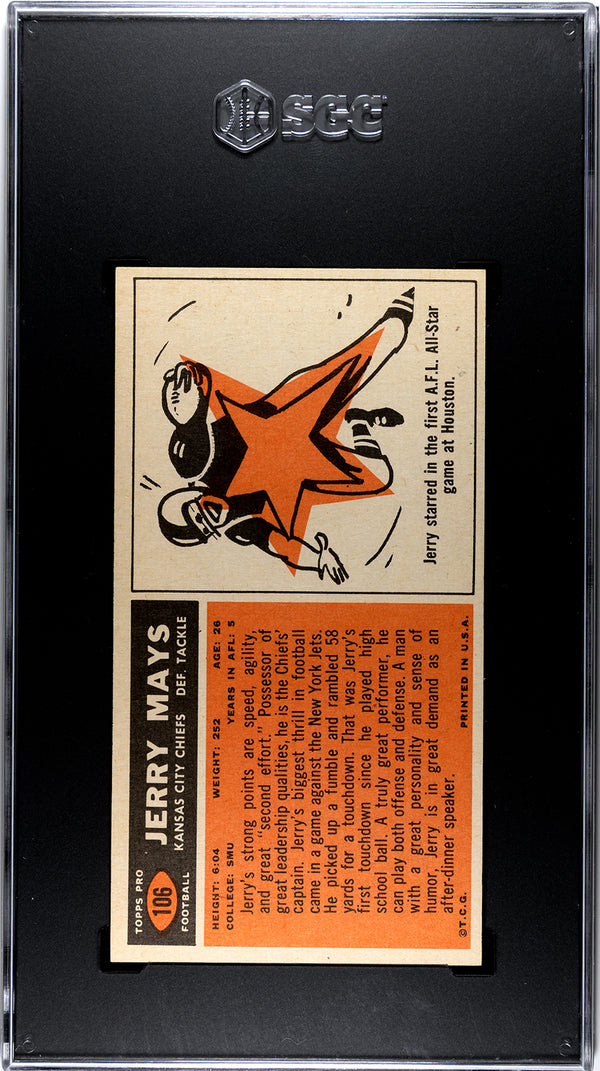 SGC
TOPPS PRO
106
FOOTBALL
JERRY MAYS
KANSAS CITY CHIEFS DEF. TACKLE
HEIGHT: 6:04 WEIGHT: 252 AGE: 26
COLLEGE: SMU YEARS IN AFL: 5
Jerry's strong points are speed, agility,
and great "second effort." Possessor of
great leadership qualities, he is the Chiefs'
captain. Jerry's biggest thrill in football
came in a game against the New York Jets.
He picked up a fumble and rambled 58
yards for a touchdown. That was Jerry's
first touchdown since he played high
school ball. A truly great performer, he
can play both offense and defense. A man
with a great personality and sense of
humor, Jerry is in great demand as an
after-dinner speaker.
©T.C.G. PRINTED IN U.S.A.
Jerry starred in the first A.F.L. All-Star
game at Houston.